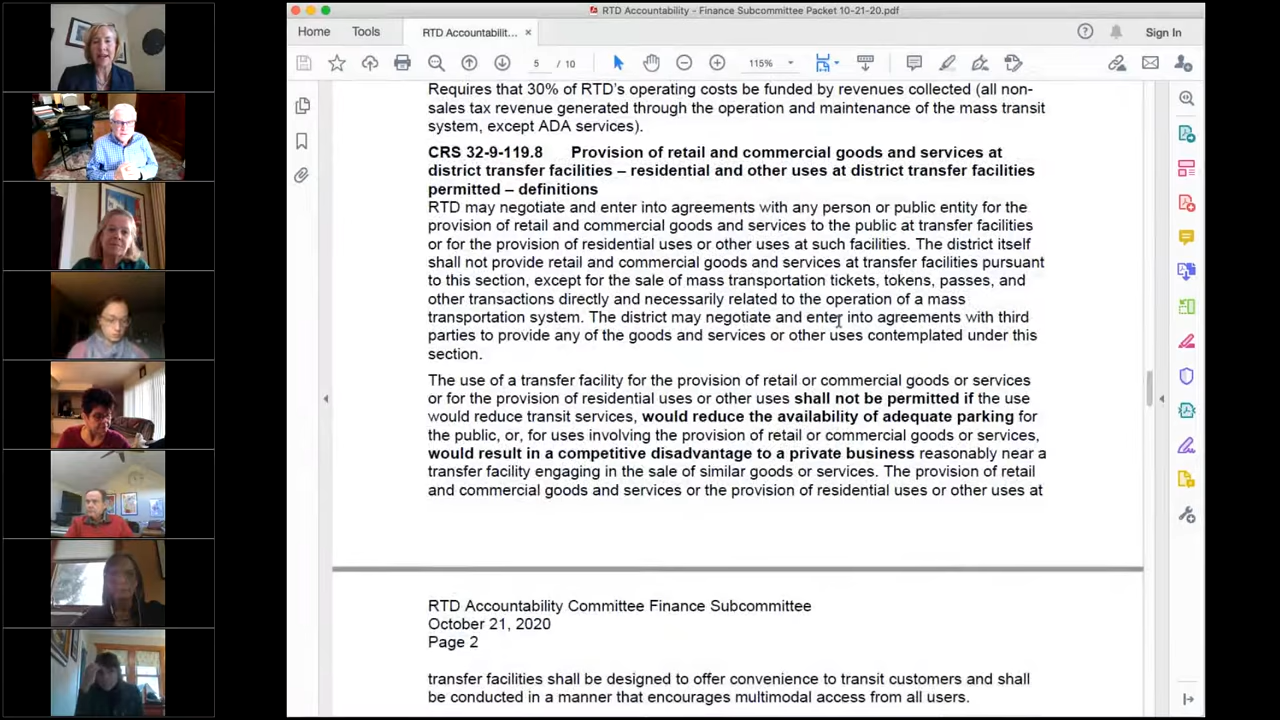 RTD Accountability - Finance Subcommittee Packet 10-21-20.pdf
Home
Tools
RTD Accountabilit...
×
Sign In
5 / 10
115%
Requires that 30% of RTD's operating costs be funded by revenues collected (all non-
sales tax revenue generated through the operation and maintenance of the mass transit
system, except ADA services).
CRS 32-9-119.8 Provision of retail and commercial goods and services at
district transfer facilities – residential and other uses at district transfer facilities
permitted – definitions
RTD may negotiate and enter into agreements with any person or public entity for the
provision of retail and commercial goods and services to the public at transfer facilities
or for the provision of residential uses or other uses at such facilities. The district itself
shall not provide retail and commercial goods and services at transfer facilities pursuant
to this section, except for the sale of mass transportation tickets, tokens, passes, and
other transactions directly and necessarily related to the operation of a mass
transportation system. The district may negotiate and enter into agreements with third
parties to provide any of the goods and services or other uses contemplated under this
section.
The use of a transfer facility for the provision of retail or commercial goods or services
or for the provision of residential uses or other uses shall not be permitted if the use
would reduce transit services, would reduce the availability of adequate parking for
the public, or, for uses involving the provision of retail or commercial goods or services,
would result in a competitive disadvantage to a private business reasonably near a
transfer facility engaging in the sale of similar goods or services. The provision of retail
and commercial goods and services or the provision of residential uses or other uses at
RTD Accountability Committee Finance Subcommittee
October 21, 2020
Page 2
transfer facilities shall be designed to offer convenience to transit customers and shall
be conducted in a manner that encourages multimodal access from all users.